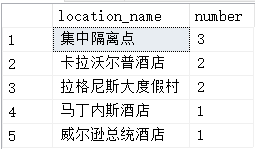 location_name number
1 集中隔离点 3
2 卡拉沃尔普酒店 2
3 拉格尼斯大度假村 2
4 马丁内斯酒店 1
5 威尔逊总统酒店 1